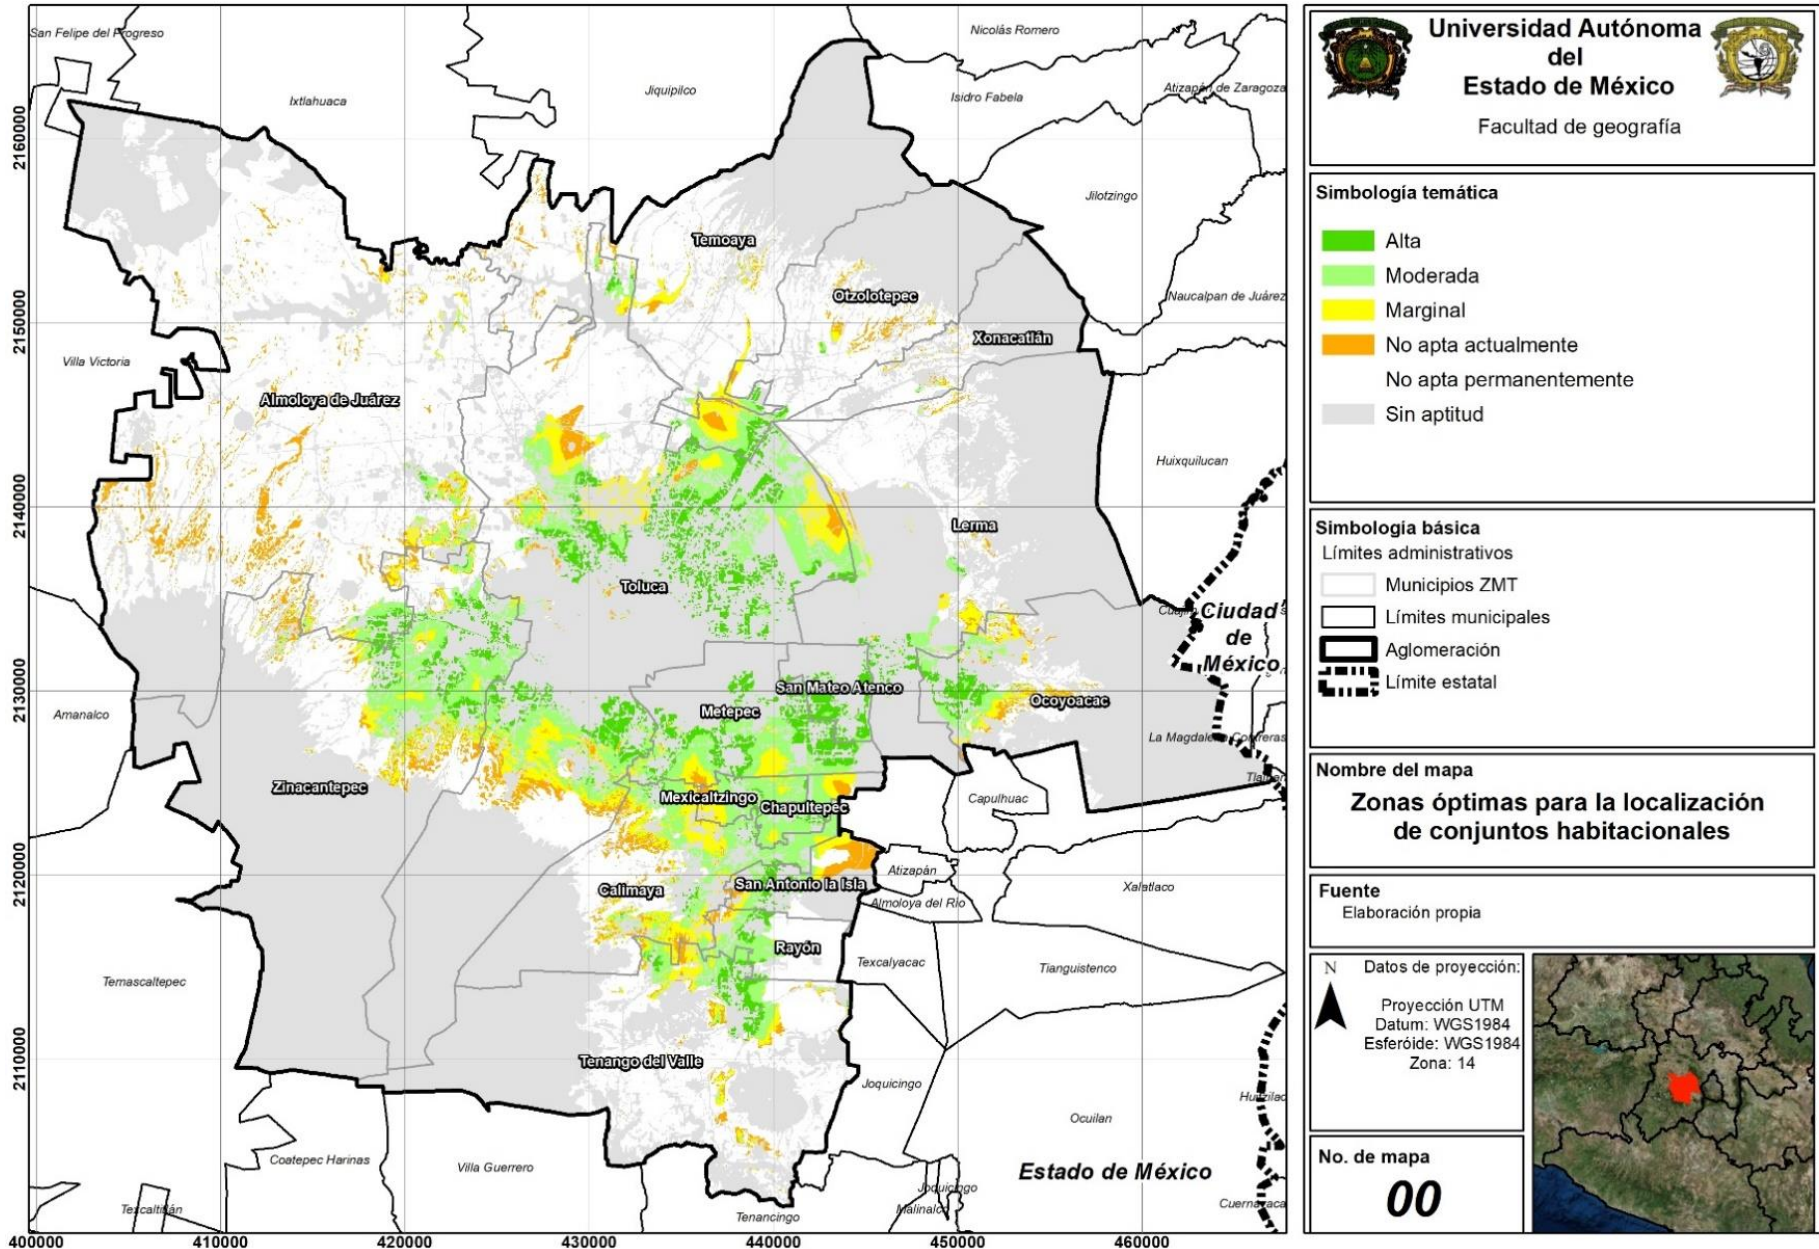 San Felipe del Progreso
Nicolás Romero
Ixtlahuaca
Jiquipilco
Isidro Fabela
Atizapán de Zaragoza
Jilotzingo
Temoaya
Otzolotepec
Naucalpan de Juárez
Xonacatlán
Villa Victoria
Almoloya de Juárez
Huixquilucan
Lerma
Toluca
Ciudad
de
México
San Mateo Atenco
Ocoyoacac
Metepec
Amanalco
La Magdalena Contreras
Zinacantepec
Mexicaltzingo
Chapultepec
Capulhuac
Atizapán
San Antonio la Isla
Calimaya
Xalatlaco
Almoloya del Río
Rayón
Texcalyacac
Tianguistenco
Temascaltepec
Tenango del Valle
Joquicingo
Ocuilan
Huitzilac
Coatepec Harinas
Villa Guerrero
Estado de México
Joquicingo
Malinalco
Cuernavaca
Texcaltitlán
Tenancingo
2160000
2150000
2140000
2130000
2120000
2110000
400000 410000 420000 430000 440000 450000 460000
Universidad Autónoma
del
Estado de México
Facultad de geografía
Simbología temática
Alta
Moderada
Marginal
No apta actualmente
No apta permanentemente
Sin aptitud
Simbología básica
Límites administrativos
Municipios ZMT
Límites municipales
Aglomeración
Límite estatal
Nombre del mapa
Zonas óptimas para la localización
de conjuntos habitacionales
Fuente
Elaboración propia
N
Datos de proyección:
Proyección UTM
Datum: WGS1984
Esferóide: WGS1984
Zona: 14
No. de mapa
00